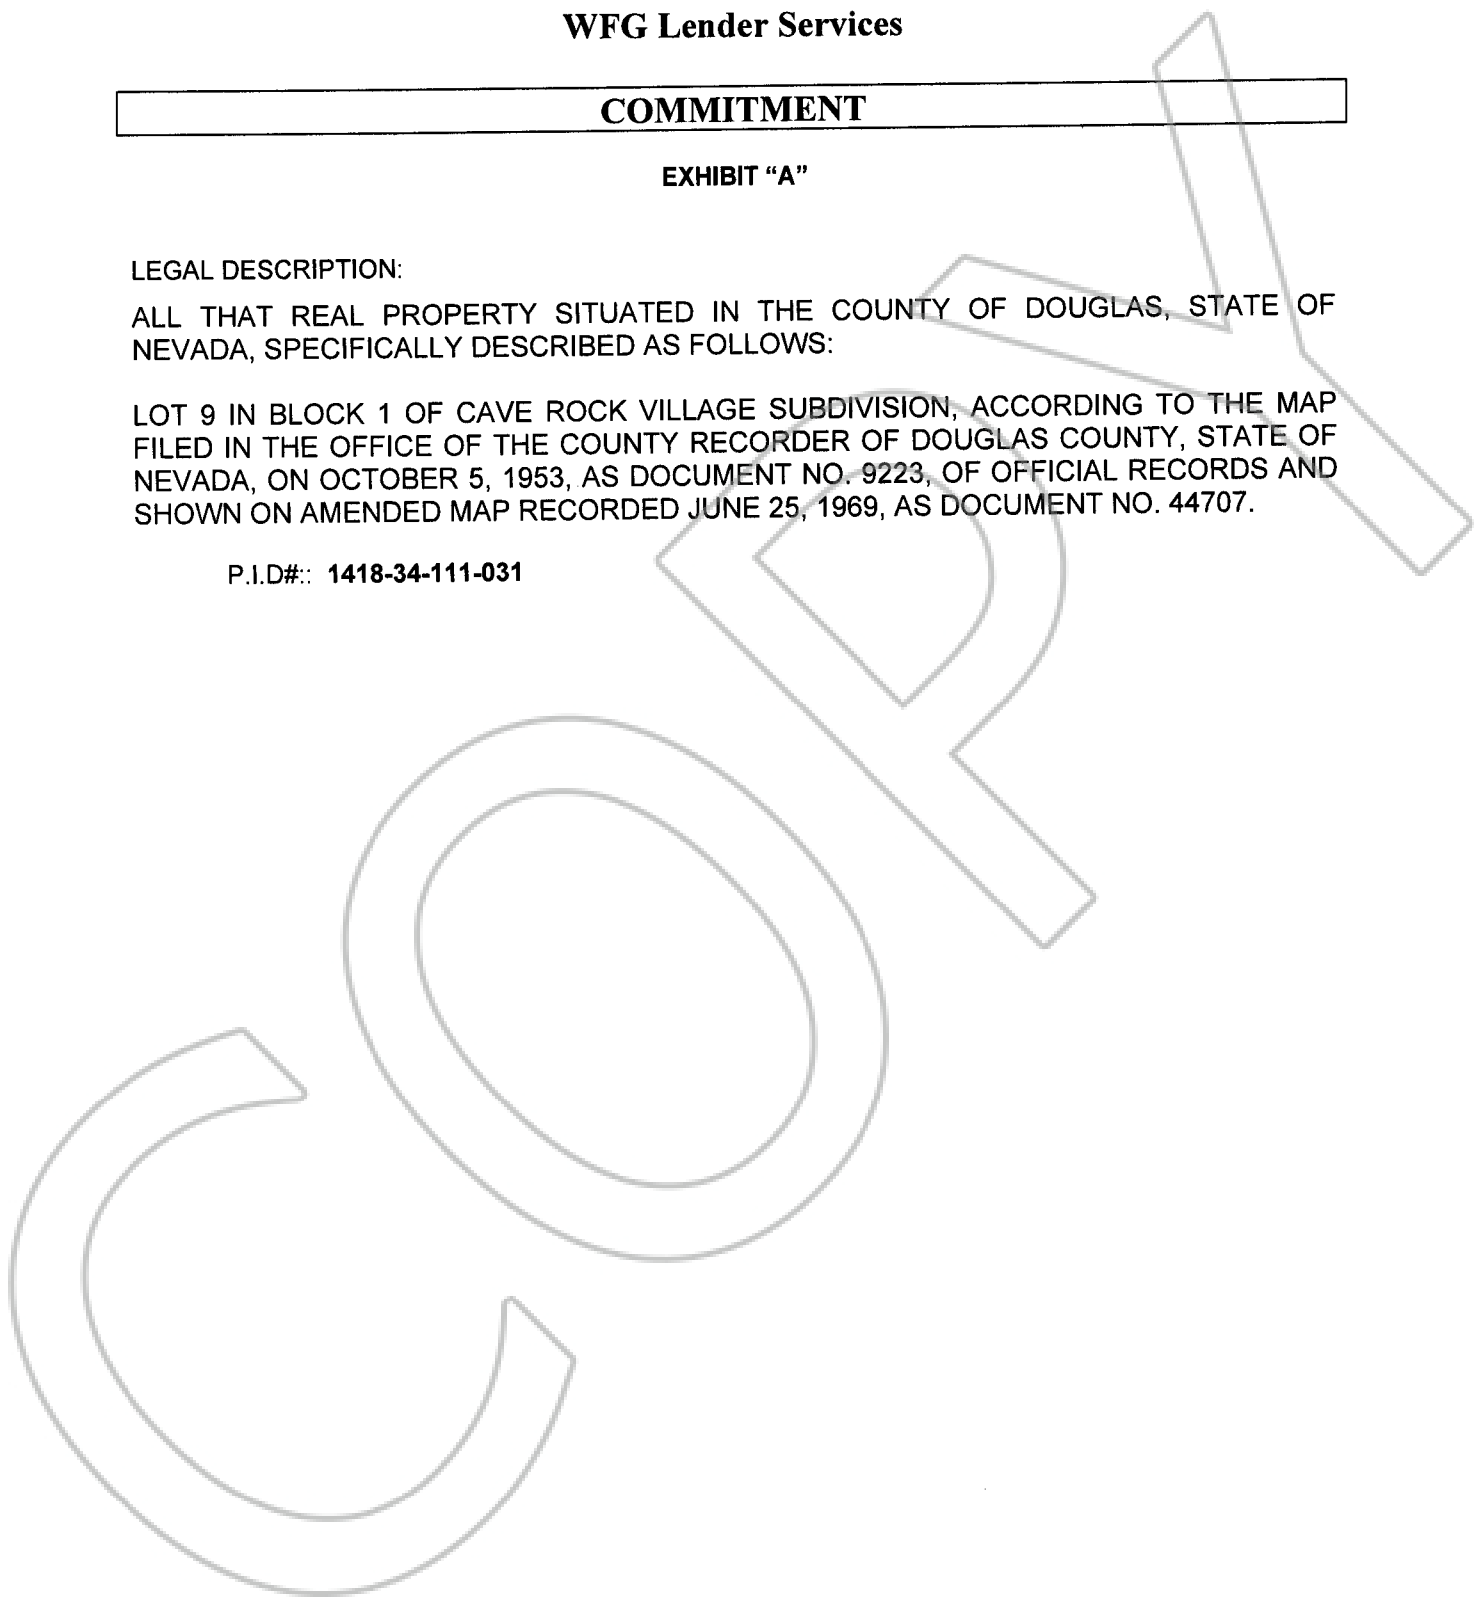 WFG Lender Services
COMMITMENT
EXHIBIT “A”
LEGAL DESCRIPTION:
ALL THAT REAL PROPERTY SITUATED IN THE COUNTY OF DOUGLAS, STATE OF
NEVADA, SPECIFICALLY DESCRIBED AS FOLLOWS:
LOT 9 IN BLOCK 1 OF CAVE ROCK VILLAGE SUBDIVISION, ACCORDING TO THE MAP
FILED IN THE OFFICE OF THE COUNTY RECORDER OF DOUGLAS COUNTY, STATE OF
NEVADA, ON OCTOBER 5, 1953, AS DOCUMENT NO. 9223, OF OFFICIAL RECORDS AND
SHOWN ON AMENDED MAP RECORDED JUNE 25, 1969, AS DOCUMENT NO. 44707.
P.I.D#:: 1418-34-111-031
COPY